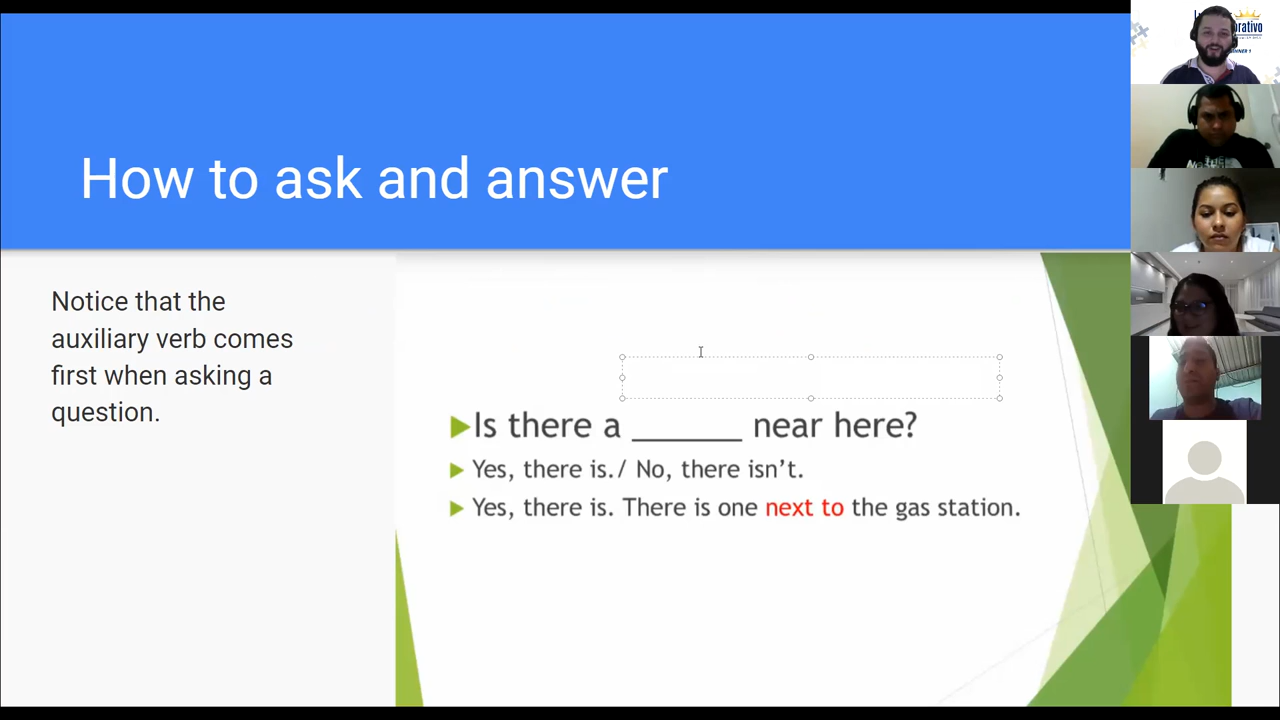 How to ask and answer
Notice that the
auxiliary verb comes
first when asking a
question.
Is there a ______ near here?
Yes, there is./ No, there isn't.
Yes, there is. There is one next to the gas station.